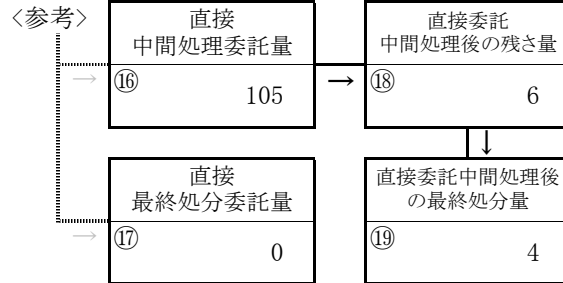 〈参考〉
直接
中間処理委託量
→
⑯
105
→
直接委託
中間処理後の残さ量
⑱
6
↓
直接
最終処分委託量
→
⑰
0
直接委託中間処理後
の最終処分量
⑲
4